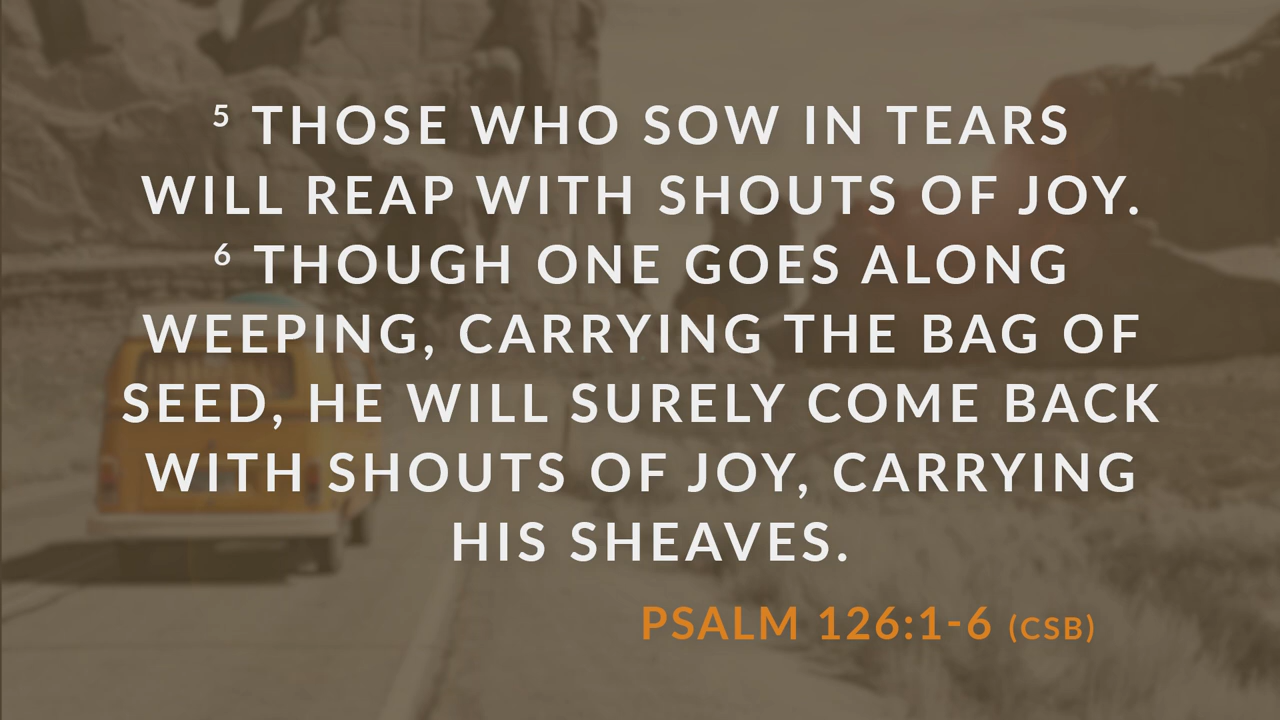 5 THOSE WHO SOW IN TEARS
WILL REAP WITH SHOUTS OF JOY.
6 THOUGH ONE GOES ALONG
WEEPING, CARRYING THE BAG OF
SEED, HE WILL SURELY COME BACK
WITH SHOUTS OF JOY, CARRYING
HIS SHEAVES.
PSALM 126:1-6 (CSB)